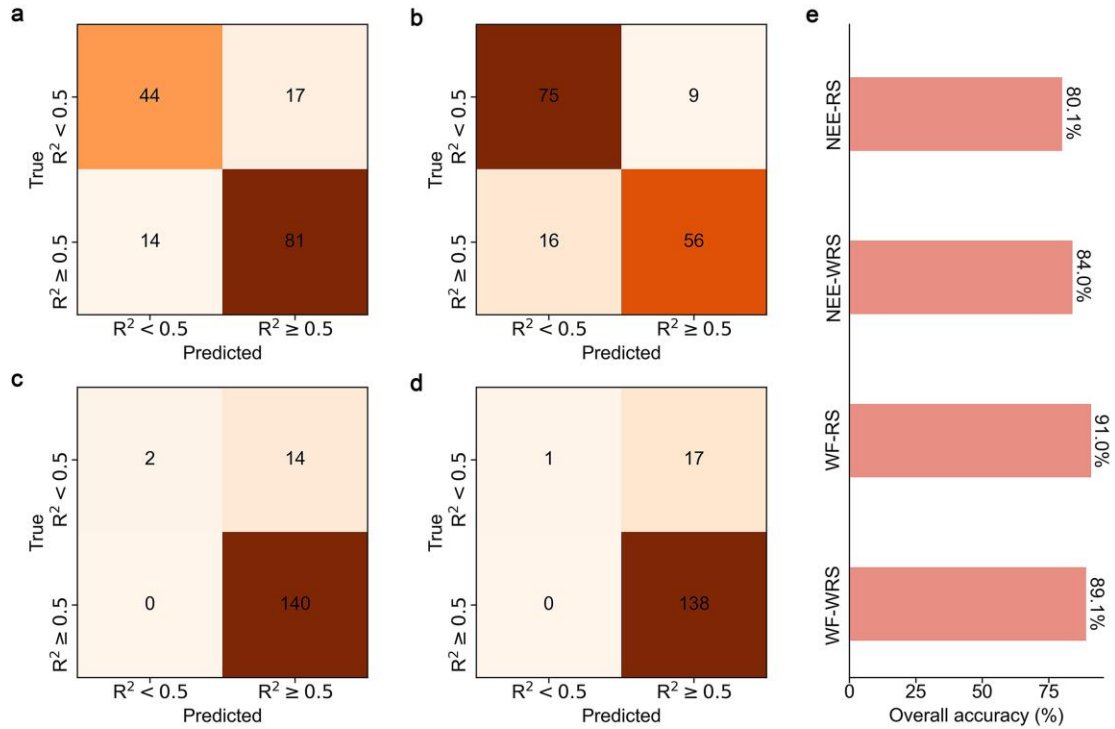 a
True
R² < 0.5
R² ≥ 0.5
44
17
14
81
R² < 0.5
R² ≥ 0.5
Predicted
b
True
R² < 0.5
R² ≥ 0.5
75
9
16
56
R² < 0.5
R² ≥ 0.5
Predicted
c
True
R² < 0.5
R² ≥ 0.5
2
14
0
140
R² < 0.5
R² ≥ 0.5
Predicted
d
True
R² < 0.5
R² ≥ 0.5
1
17
0
138
R² < 0.5
R² ≥ 0.5
Predicted
e
NEE-RS
80.1%
NEE-WRS
84.0%
WF-RS
91.0%
WF-WRS
89.1%
0
25
50
75
Overall accuracy (%)